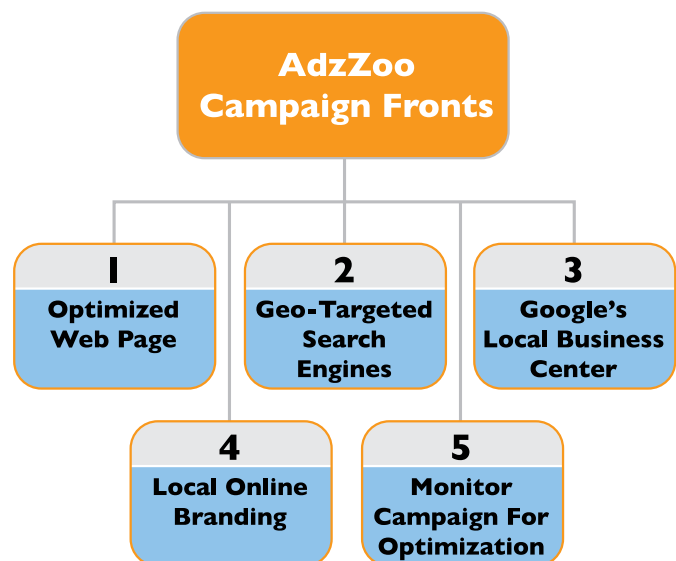 AdzZoo
Campaign Fronts
1
Optimized
Web Page
2
Geo-Targeted
Search
Engines
3
Google's
Local Business
Center
4
Local Online
Branding
5
Monitor
Campaign For
Optimization